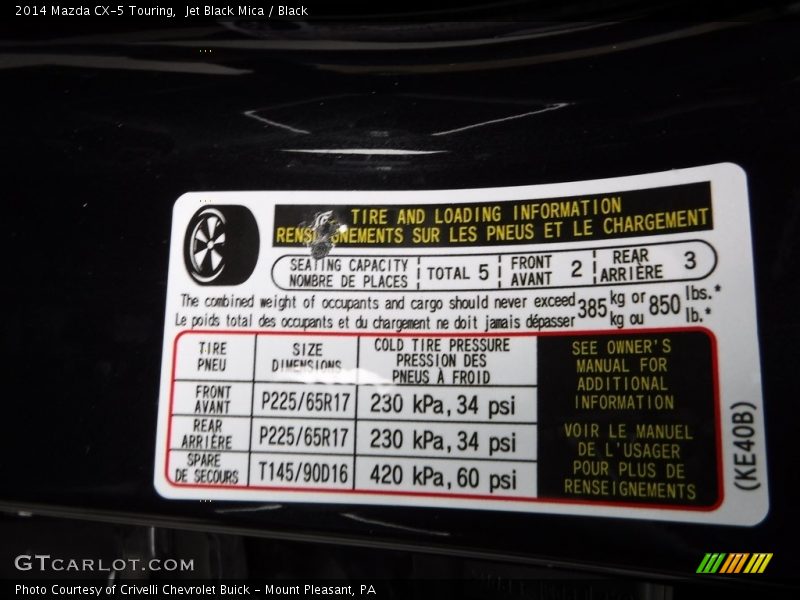 2014 Mazda CX-5 Touring, Jet Black Mica / Black
TIRE AND LOADING INFORMATION
SUR LES PNEUS ET LE CHARGEMENT
SEATING CAPACITY
NOMBRE DE PLACES
TOTAL 5
FRONT
AVANT
2
REAR
ARRIÈRE
3
The combined weight of occupants and cargo should never exceed
Le poids total des occupants et du chargement ne doit jamais dépasser
385
kg or
kg ou
850
lbs.*
lb.*
TIRE
PNEU
SIZE
DIMENSIONS
COLD TIRE PRESSURE
PRESSION DES
PNEUS À FROID
FRONT
AVANT
P225/65R17
230 kPa, 34 psi
REAR
ARRIÈRE
P225/65R17
230 kPa, 34 psi
SPARE
DE SECOURS
T145/90D16
420 kPa, 60 psi
SEE OWNER'S
MANUAL FOR
ADDITIONAL
INFORMATION
VOIR LE MANUEL
DE L'USAGER
POUR PLUS DE
RENSEIGNEMENTS
(KE40B)
GTCARLOT.COM
Photo Courtesy of Crivelli Chevrolet Buick - Mount Pleasant, PA